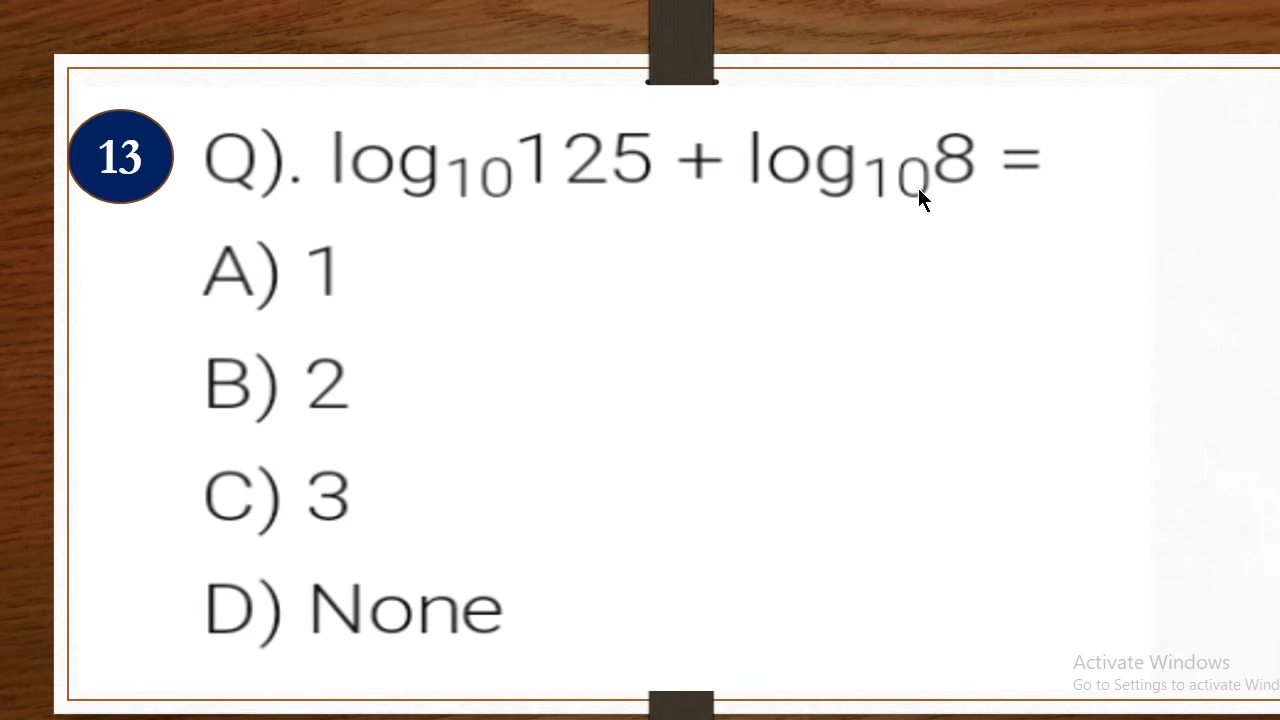 13
Q). log₁₀125 + log₁₀8 =
A) 1
B) 2
C) 3
D) None
Activate Windows
Go to Settings to activate Wind